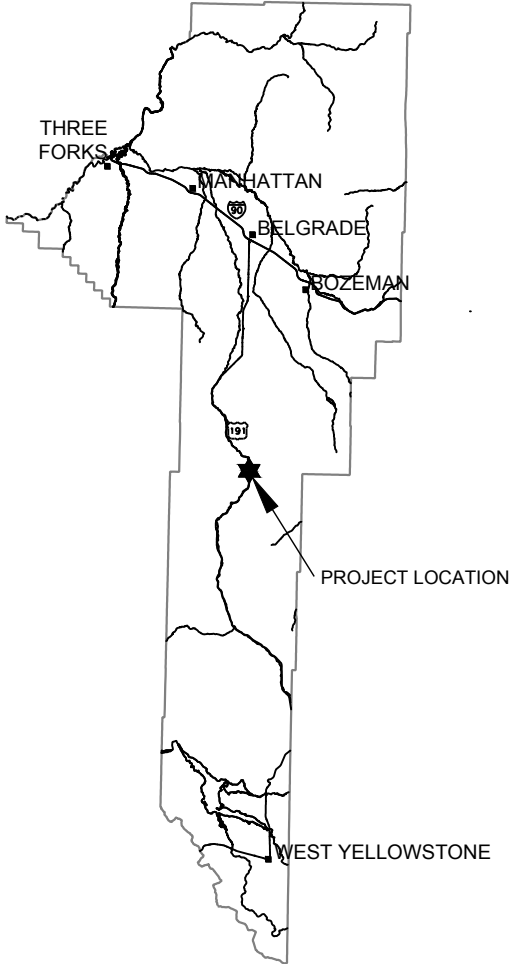 THREE
FORKS
MANHATTAN
90
BELGRADE
BOZEMAN
191
PROJECT LOCATION
WEST YELLOWSTONE